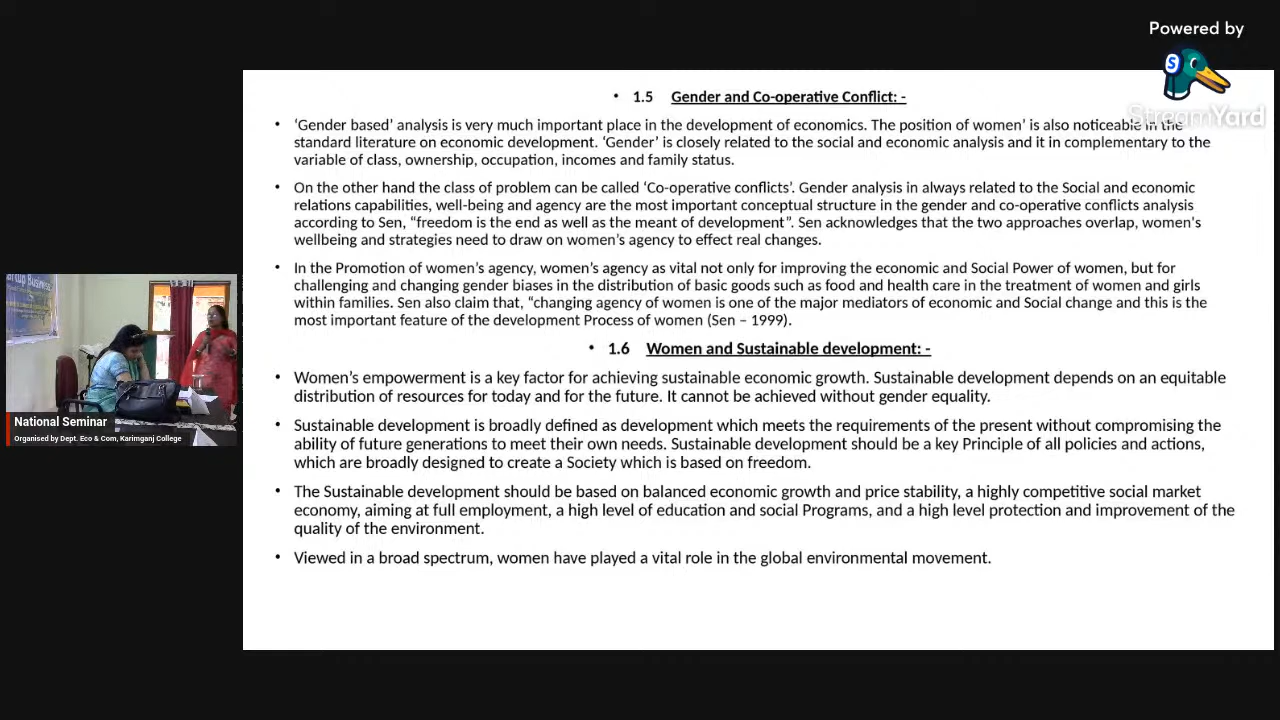 Powered by
StreamYard
• 1.5 Gender and Co-operative Conflict: -
• ‘Gender based’ analysis is very much important place in the development of economics. The position of women’ is also noticeable in the
standard literature on economic development. ‘Gender’ is closely related to the social and economic analysis and it in complementary to the
variable of class, ownership, occupation, incomes and family status.
• On the other hand the class of problem can be called ‘Co-operative conflicts’. Gender analysis in always related to the Social and economic
relations capabilities, well-being and agency are the most important conceptual structure in the gender and co-operative conflicts analysis
according to Sen, “freedom is the end as well as the meant of development”. Sen acknowledges that the two approaches overlap, women's
wellbeing and strategies need to draw on women’s agency to effect real changes.
• In the Promotion of women’s agency, women’s agency as vital not only for improving the economic and Social Power of women, but for
challenging and changing gender biases in the distribution of basic goods such as food and health care in the treatment of women and girls
within families. Sen also claim that, “changing agency of women is one of the major mediators of economic and Social change and this is the
most important feature of the development Process of women (Sen – 1999).
• 1.6 Women and Sustainable development: -
• Women’s empowerment is a key factor for achieving sustainable economic growth. Sustainable development depends on an equitable
distribution of resources for today and for the future. It cannot be achieved without gender equality.
• Sustainable development is broadly defined as development which meets the requirements of the present without compromising the
ability of future generations to meet their own needs. Sustainable development should be a key Principle of all policies and actions,
which are broadly designed to create a Society which is based on freedom.
• The Sustainable development should be based on balanced economic growth and price stability, a highly competitive social market
economy, aiming at full employment, a high level of education and social Programs, and a high level protection and improvement of the
quality of the environment.
• Viewed in a broad spectrum, women have played a vital role in the global environmental movement.
Business
National Seminar
Organised by Dept. Eco & Com, Karimganj College